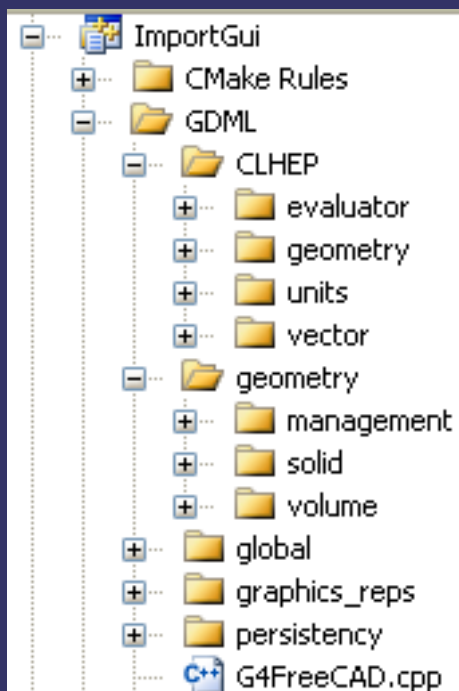 ImportGui
CMake Rules
GDML
CLHEP
evaluator
geometry
units
vector
geometry
management
solid
volume
global
graphics_reps
persistency
G4FreeCAD.cpp